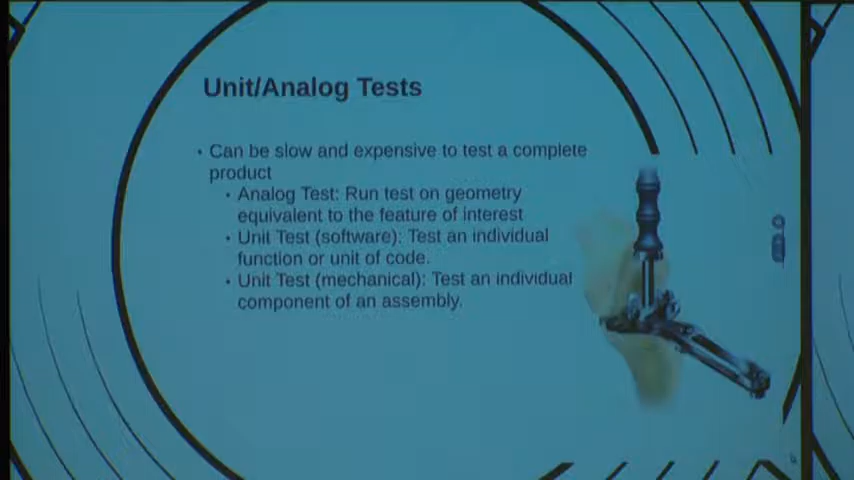 Unit/Analog Tests
• Can be slow and expensive to test a complete
product
• Analog Test: Run test on geometry
equivalent to the feature of interest
• Unit Test (software): Test an individual
function or unit of code.
• Unit Test (mechanical): Test an individual
component of an assembly.